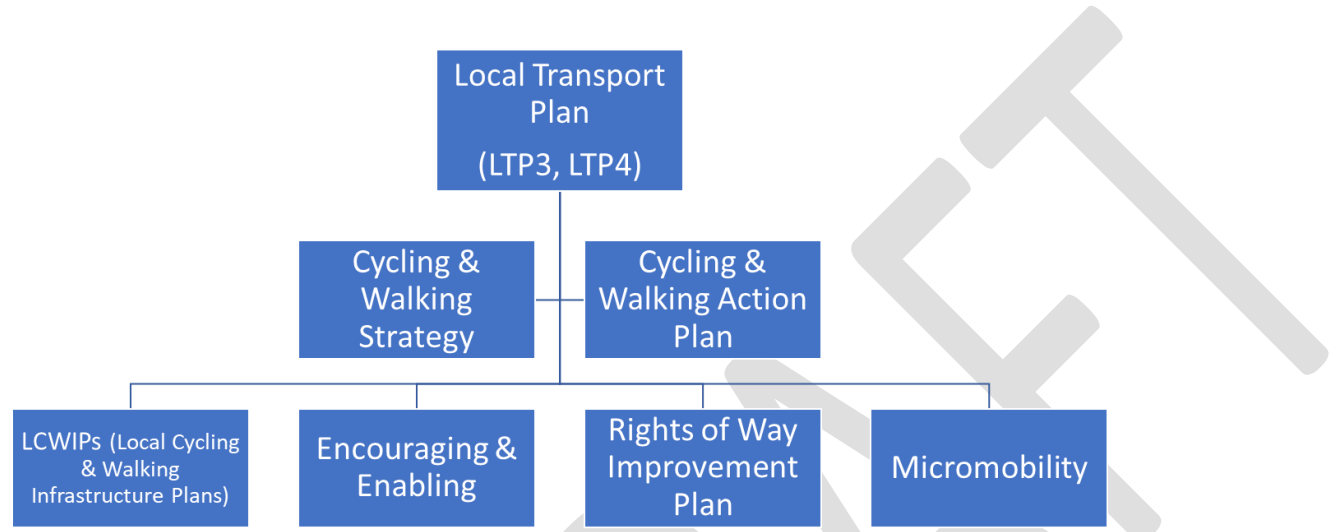 Local Transport
Plan
(LTP3, LTP4)
Cycling &
Walking
Strategy
Cycling &
Walking Action
Plan
LCWIPs (Local Cycling
& Walking
Infrastructure Plans)
Encouraging &
Enabling
Rights of Way
Improvement
Plan
Micromobility